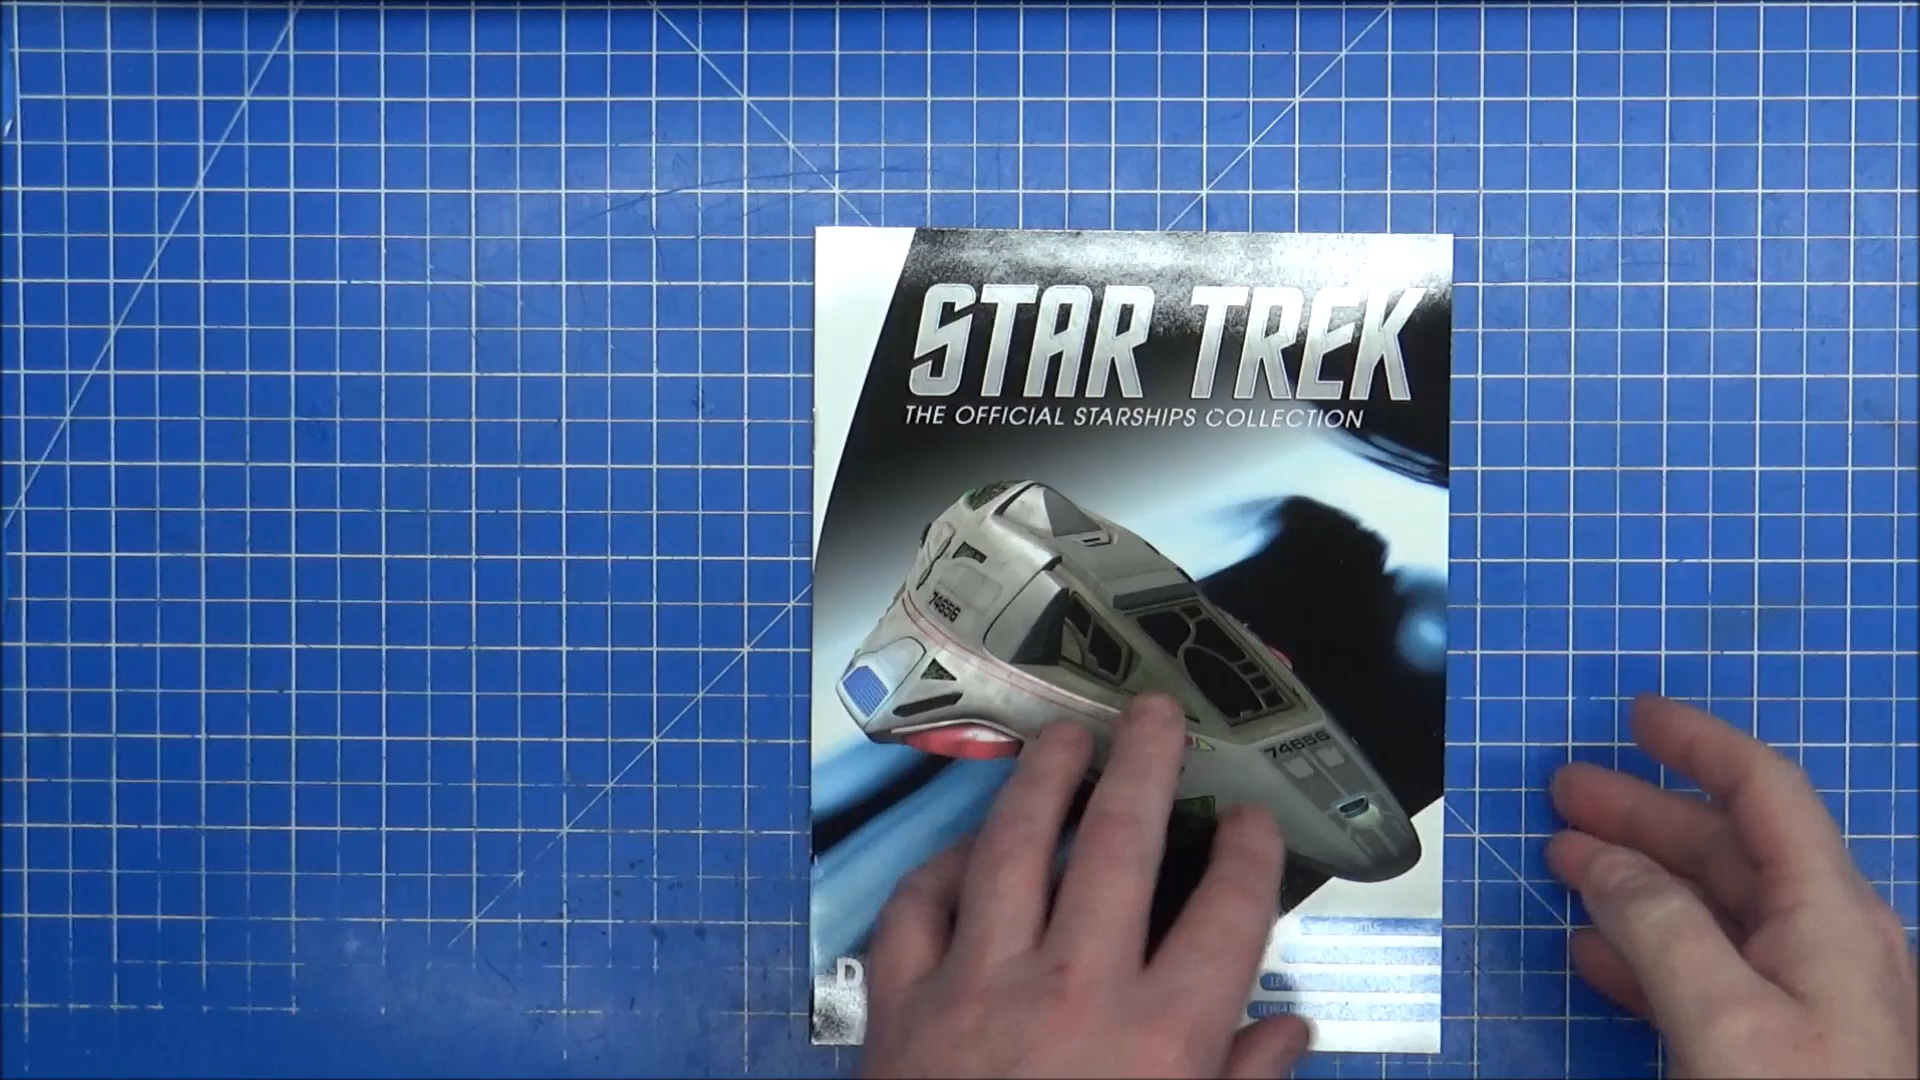 STAR TREK
THE OFFICIAL STARSHIPS COLLECTION
74656
74656